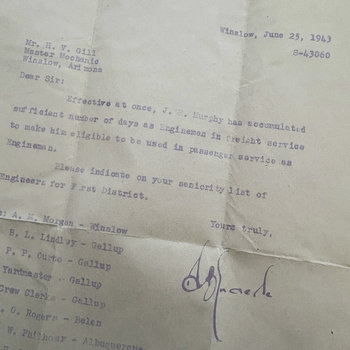 Winslow, June 25, 1943
S-43060
Mr. H. V. Gill
Master Mechanic
Winslow, Arizona
Dear Sir:
Effective at once, J. Murphy has accumulated
sufficient number of days as Engineman in freight service
to make him eligible to be used in passenger service as
Engineman.
Please indicate on your seniority list of
Engineers for First District.
Yours truly,
A. K. Morgan - Winslow
B. L. Lindley - Gallup
P. P. Curto - Gallup
Yardmaster - Gallup
Crew Clerks - Gallup
O. Rogers - Belen
W. Philhour - Albuquerque